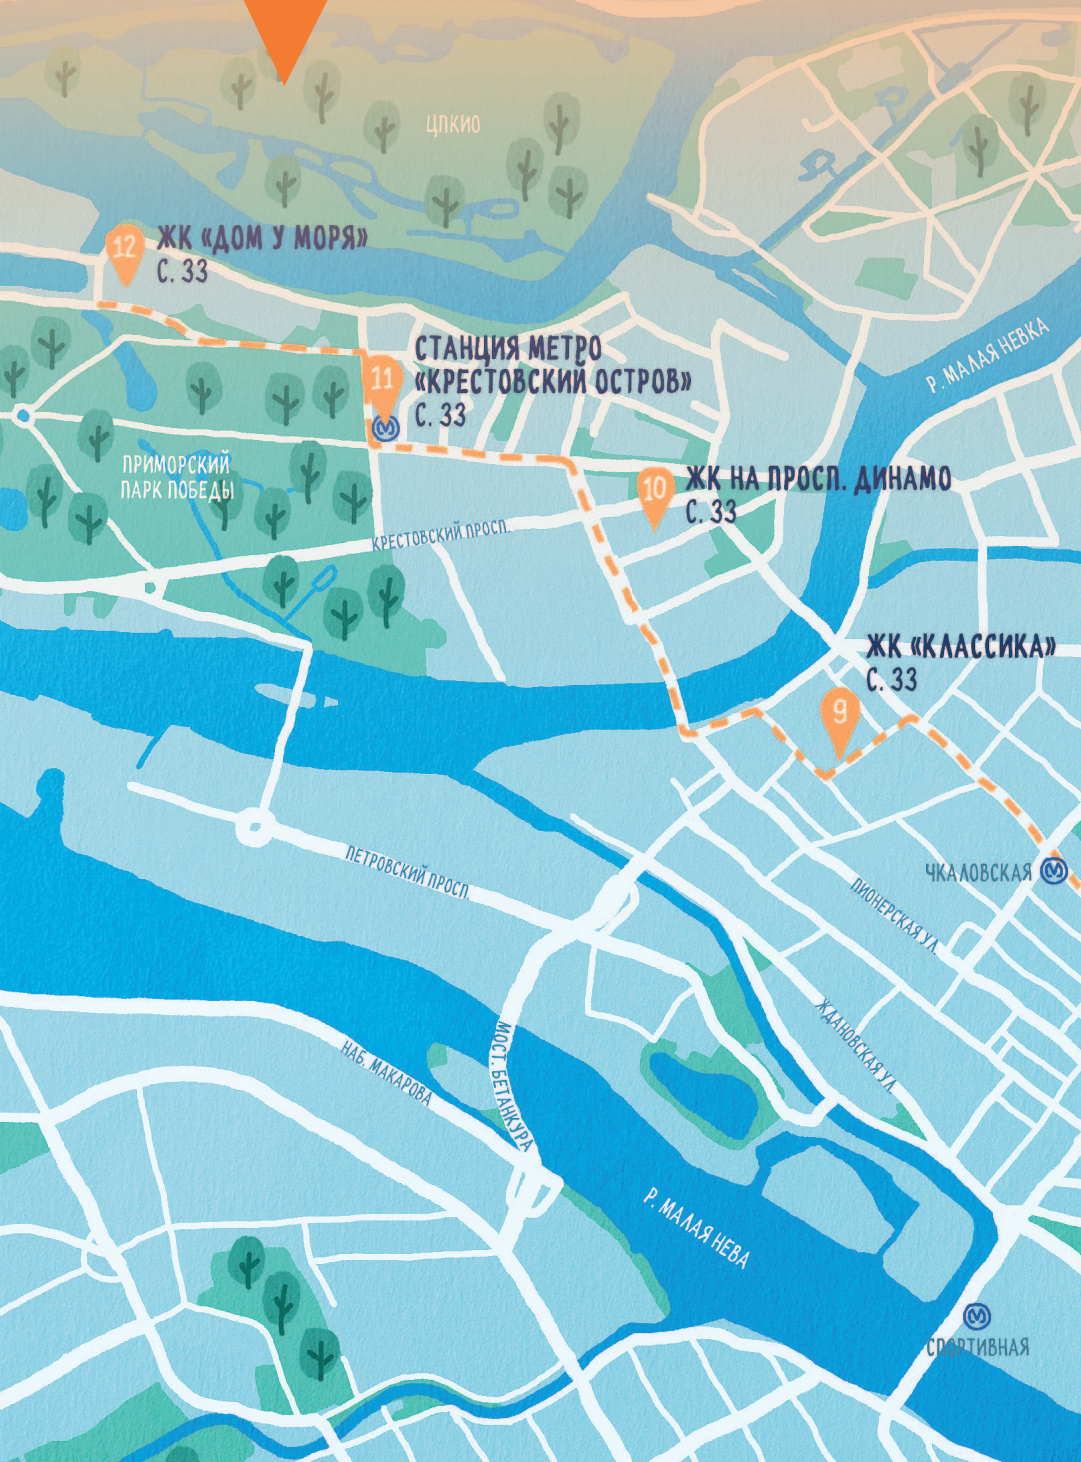 ЦПКИО
12
ЖК «ДОМ У МОРЯ»
С. 33
СТАНЦИЯ МЕТРО
«КРЕСТОВСКИЙ ОСТРОВ»
С. 33
11
Р. МАЛАЯ НЕВКА
ПРИМОРСКИЙ
ПАРК ПОБЕДЫ
10
ЖК НА ПРОСП. ДИНАМО
С. 33
КРЕСТОВСКИЙ ПРОСП.
ЖК «КЛАССИКА»
С. 33
9
ПЕТРОВСКИЙ ПРОСП.
ЧКАЛОВСКАЯ
ПИОНЕРСКАЯ УЛ.
ЖДАНОВСКАЯ УЛ.
НАБ. МАКАРОВА
МОСТ. БЕТАНКУРА
Р. МАЛАЯ НЕВА
СПОРТИВНАЯ